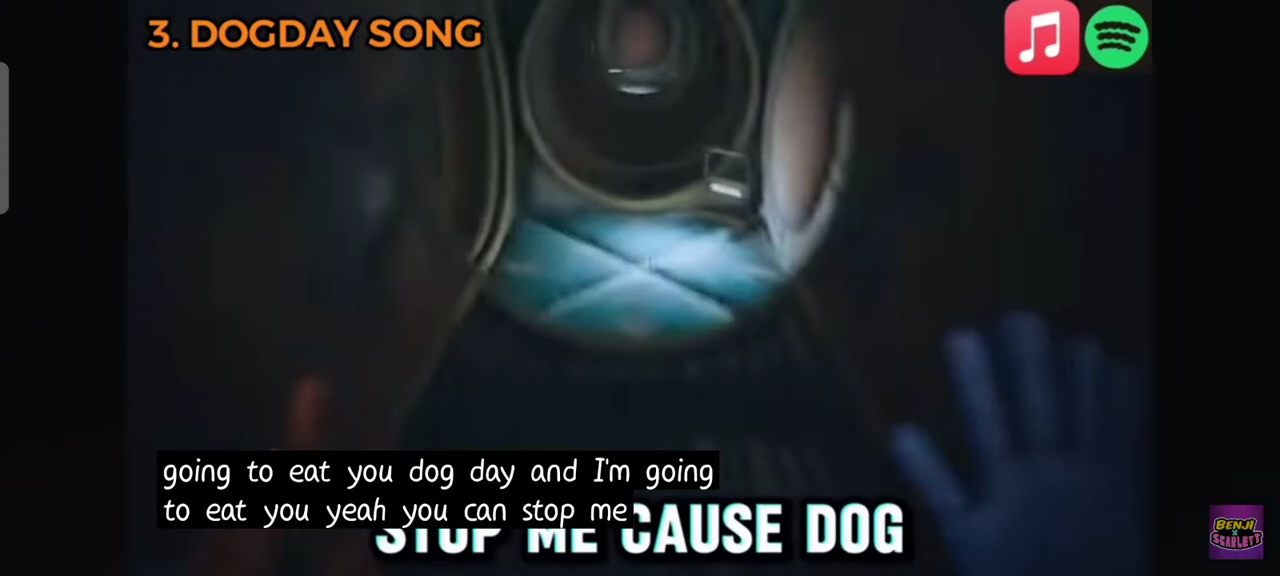 3. DOGDAY SONG
going to eat you dog day and I'm going
to eat you yeah you can stop me
STOP ME CAUSE DOG
BENJI
X
SCARLETT